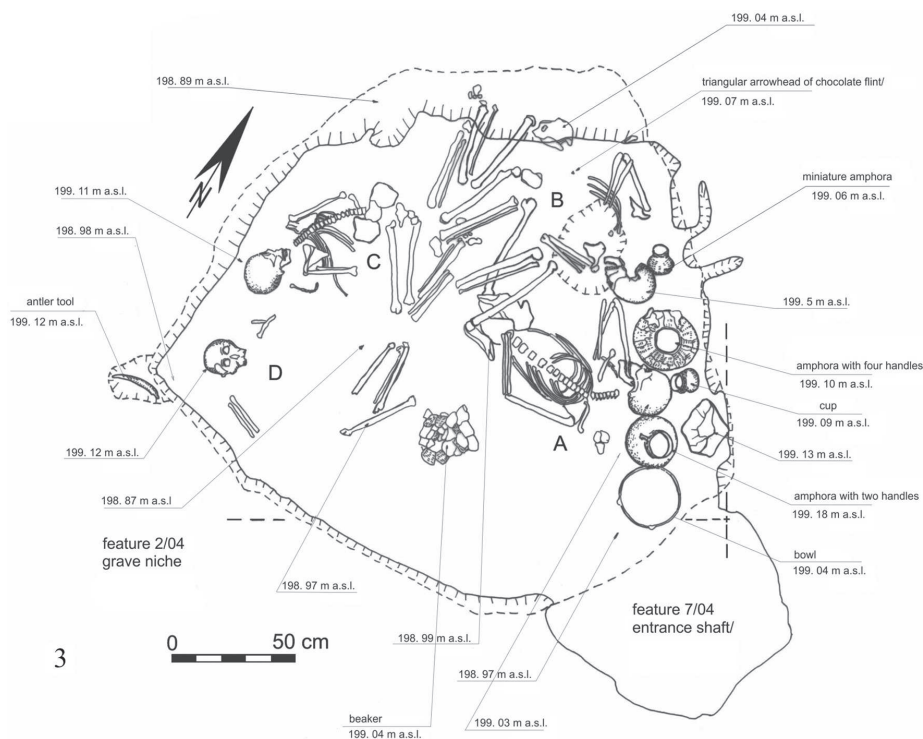 199. 04 m a.s.l.
198. 89 m a.s.l.
triangular arrowhead of chocolate flint/
199. 07 m a.s.l.
N
B
miniature amphora
199. 06 m a.s.l.
199. 11 m a.s.l.
198. 98 m a.s.l.
C
antler tool
199. 12 m a.s.l.
199. 5 m a.s.l.
D
amphora with four handles
199. 10 m a.s.l.
cup
199. 09 m a.s.l.
A
199. 12 m a.s.l.
199. 13 m a.s.l.
198. 87 m a.s.l
amphora with two handles
199. 18 m a.s.l.
feature 2/04
grave niche
bowl
199. 04 m a.s.l.
198. 97 m a.s.l.
feature 7/04
entrance shaft/
0 50 cm
3
198. 99 m a.s.l.
198. 97 m a.s.l.
beaker
199. 04 m a.s.l.
199. 03 m a.s.l.